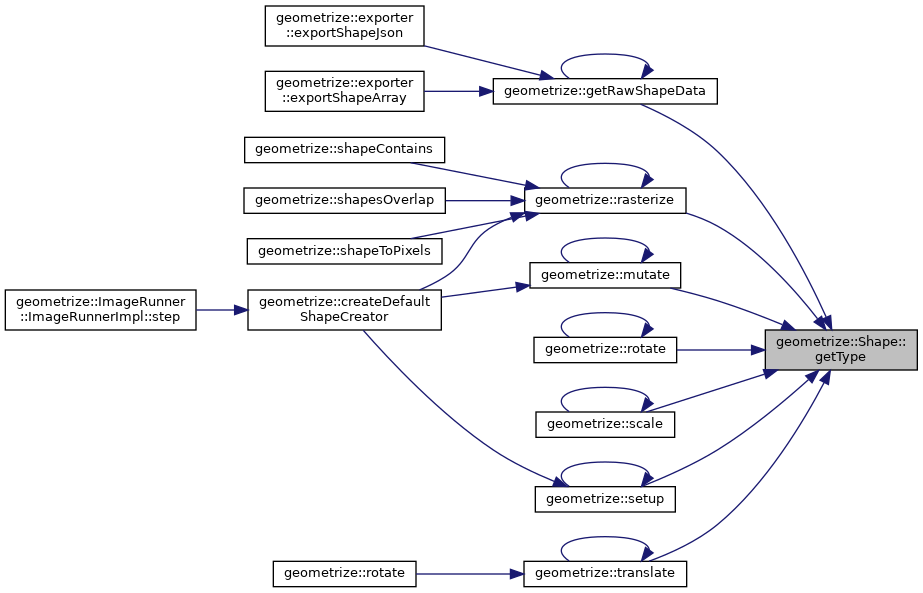 geometrize::exporter
::exportShapeJson
geometrize::exporter
::exportShapeArray
geometrize::getRawShapeData
geometrize::shapeContains
geometrize::shapesOverlap
geometrize::rasterize
geometrize::shapeToPixels
geometrize::mutate
geometrize::ImageRunner
::ImageRunnerImpl::step
geometrize::createDefault
ShapeCreator
geometrize::rotate
geometrize::Shape::
getType
geometrize::scale
geometrize::setup
geometrize::rotate
geometrize::translate